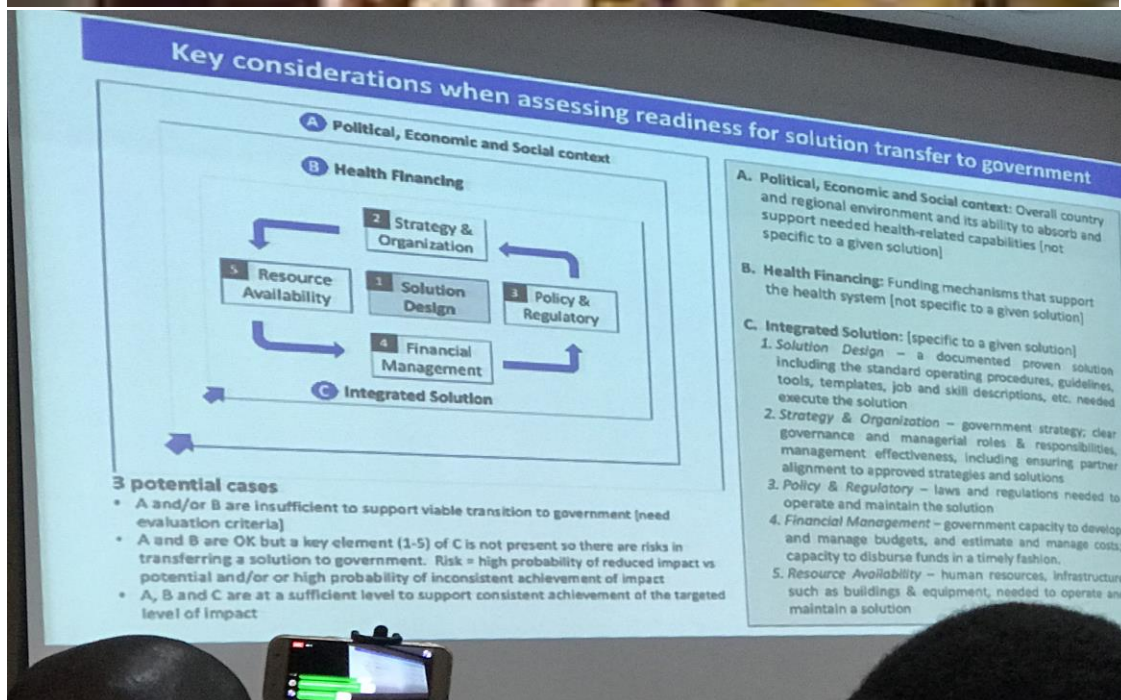 Key considerations when assessing readiness for solution transfer to government
A Political, Economic and Social context
B Health Financing
2 Strategy &
Organization
5 Resource
Availability
1 Solution
Design
3 Policy &
Regulatory
4 Financial
Management
C Integrated Solution
3 potential cases
• A and/or B are insufficient to support viable transition to government [need
evaluation criteria]
• A and B are OK but a key element (1-5) of C is not present so there are risks in
transferring a solution to government. Risk = high probability of reduced impact vs
potential and/or or high probability of inconsistent achievement of impact
• A, B and C are at a sufficient level to support consistent achievement of the targeted
level of impact
A. Political, Economic and Social context: Overall country
and regional environment and its ability to absorb and
support needed health-related capabilities [not
specific to a given solution]
B. Health Financing: Funding mechanisms that support
the health system [not specific to a given solution]
C. Integrated Solution: [specific to a given solution]
1. Solution Design – a documented proven solution
including the standard operating procedures, guidelines,
tools, templates, job and skill descriptions, etc. needed
execute the solution
2. Strategy & Organization – government strategy; clear
governance and managerial roles & responsibilities,
management effectiveness, including ensuring partner
alignment to approved strategies and solutions
3. Policy & Regulatory – laws and regulations needed to
operate and maintain the solution
4. Financial Management – government capacity to develop
and manage budgets, and estimate and manage costs,
capacity to disburse funds in a timely fashion.
5. Resource Availability – human resources, infrastructure
such as buildings & equipment, needed to operate and
maintain a solution